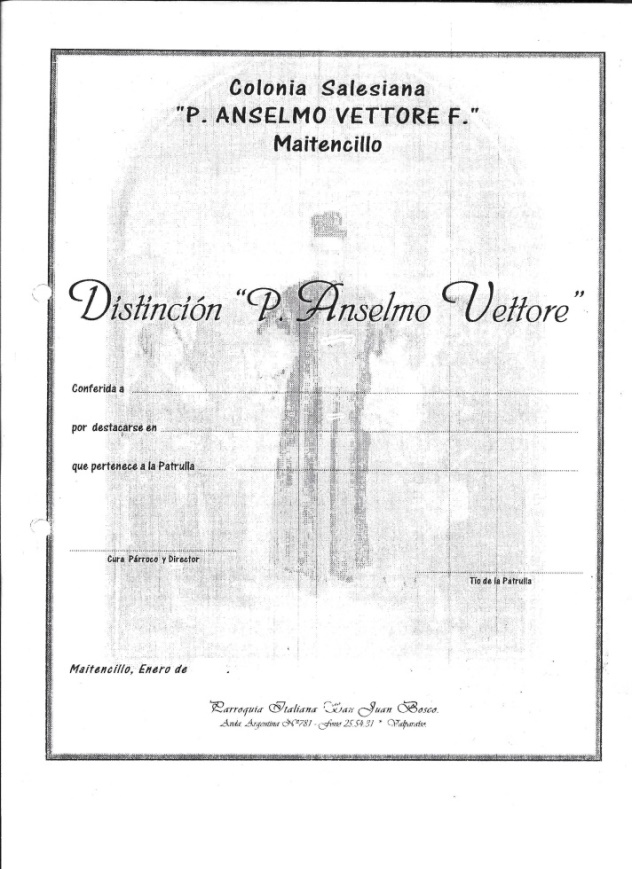 Colonia Salesiana
"P. ANSELMO VETTORE F."
Maitencillo
Distinción "P. Anselmo Vettore"
Conferida a
por destacarse en
que pertenece a la Patrulla
Cura Párroco y Director
Tío de la Patrulla
Maitencillo, Enero de .
Parroquia Italiana San Juan Bosco.
Avda. Argentina Nº781 - fono 25 54 31 * Valparaíso.